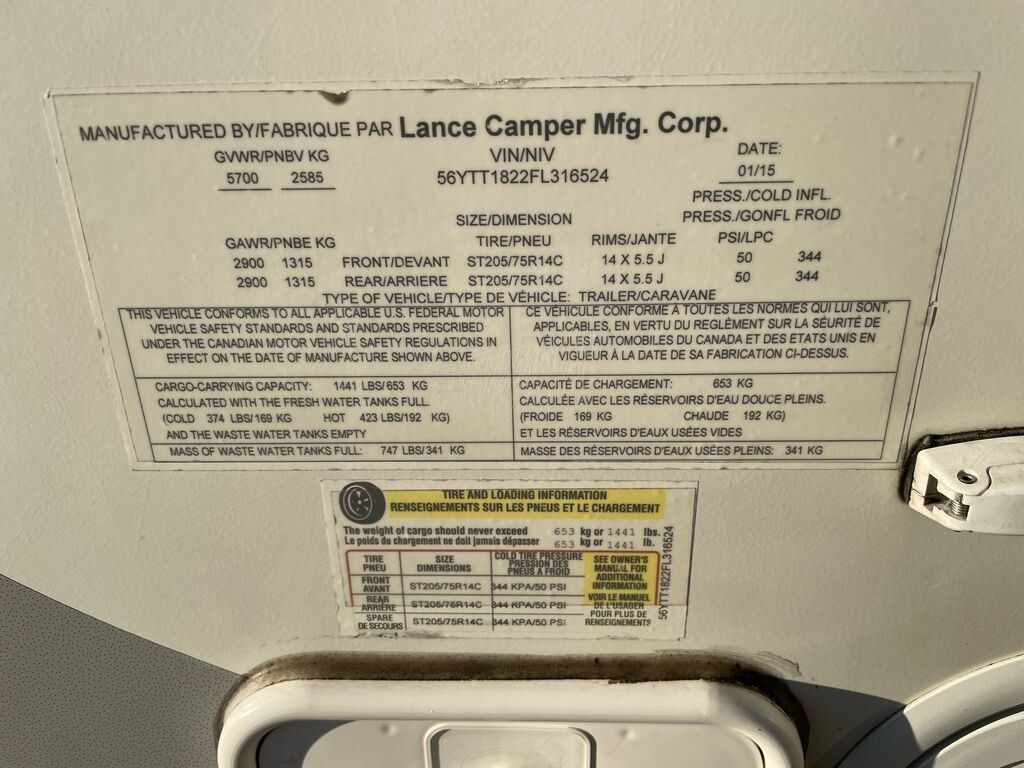 MANUFACTURED BY/FABRIQUE PAR Lance Camper Mfg. Corp.
GVWR/PNBV KG VIN/NIV DATE:
5700 2585 56YTT1822FL316524 01/15
PRESS./COLD INFL.
SIZE/DIMENSION PRESS./GONFL FROID
GAWR/PNBE KG TIRE/PNEU RIMS/JANTE PSI/LPC
2900 1315 FRONT/DEVANT ST205/75R14C 14 X 5.5 J 50 344
2900 1315 REAR/ARRIERE ST205/75R14C 14 X 5.5 J 50 344
TYPE OF VEHICLE/TYPE DE VÉHICLE: TRAILER/CARAVANE
THIS VEHICLE CONFORMS TO ALL APPLICABLE U.S. FEDERAL MOTOR
VEHICLE SAFETY STANDARDS AND STANDARDS PRESCRIBED
UNDER THE CANADIAN MOTOR VEHICLE SAFETY REGULATIONS IN
EFFECT ON THE DATE OF MANUFACTURE SHOWN ABOVE.
CE VÉHICULE CONFORME A TOUTES LES NORMES QUI LUI SONT,
APPLICABLES, EN VERTU DU REGLEMENT SUR LA SÉURITÉ DE
VÉICULES AUTOMOBILES DU CANADA ET DES ETATS UNIS EN
VIGUEUR À LA DATE DE SA FABRICATION CI-DESSUS.
CARGO-CARRYING CAPACITY: 1441 LBS/653 KG
CALCULATED WITH THE FRESH WATER TANKS FULL.
(COLD 374 LBS/169 KG HOT 423 LBS/192 KG)
AND THE WASTE WATER TANKS EMPTY
CAPACITÉ DE CHARGEMENT: 653 KG
CALCULÉE AVEC LES RÉSERVOIRS D'EAU DOUCE PLEINS.
(FROIDE 169 KG CHAUDE 192 KG)
ET LES RÉSERVOIRS D'EAUX USÉES VIDES
MASS OF WASTE WATER TANKS FULL: 747 LBS/341 KG
MASSE DES RÉSERVOIRS D'EAUX USÉES PLEINS: 341 KG
TIRE AND LOADING INFORMATION
RENSEIGNEMENTS SUR LES PNEUS ET LE CHARGEMENT
The weight of cargo should never exceed 653 kg or 1441 lbs.
Le poids du chargement ne doit jamais dépasser 653 kg or 1441 lb.
TIRE SIZE COLD TIRE PRESSURE
PNEU DIMENSIONS PRESSION DES
PNEUS A FROID
FRONT
AVANT ST205/75R14C 344 KPA/50 PSI
REAR
ARRIÈRE ST205/75R14C 344 KPA/50 PSI
SPARE
DE SECOURS ST205/75R14C 344 KPA/50 PSI
SEE OWNER'S
MANUAL FOR
ADDITIONAL
INFORMATION
VOIR LE MANUEL
DE L'USAGER
POUR PLUS DE
RENSEIGNEMENTS
56YTT1822FL316524